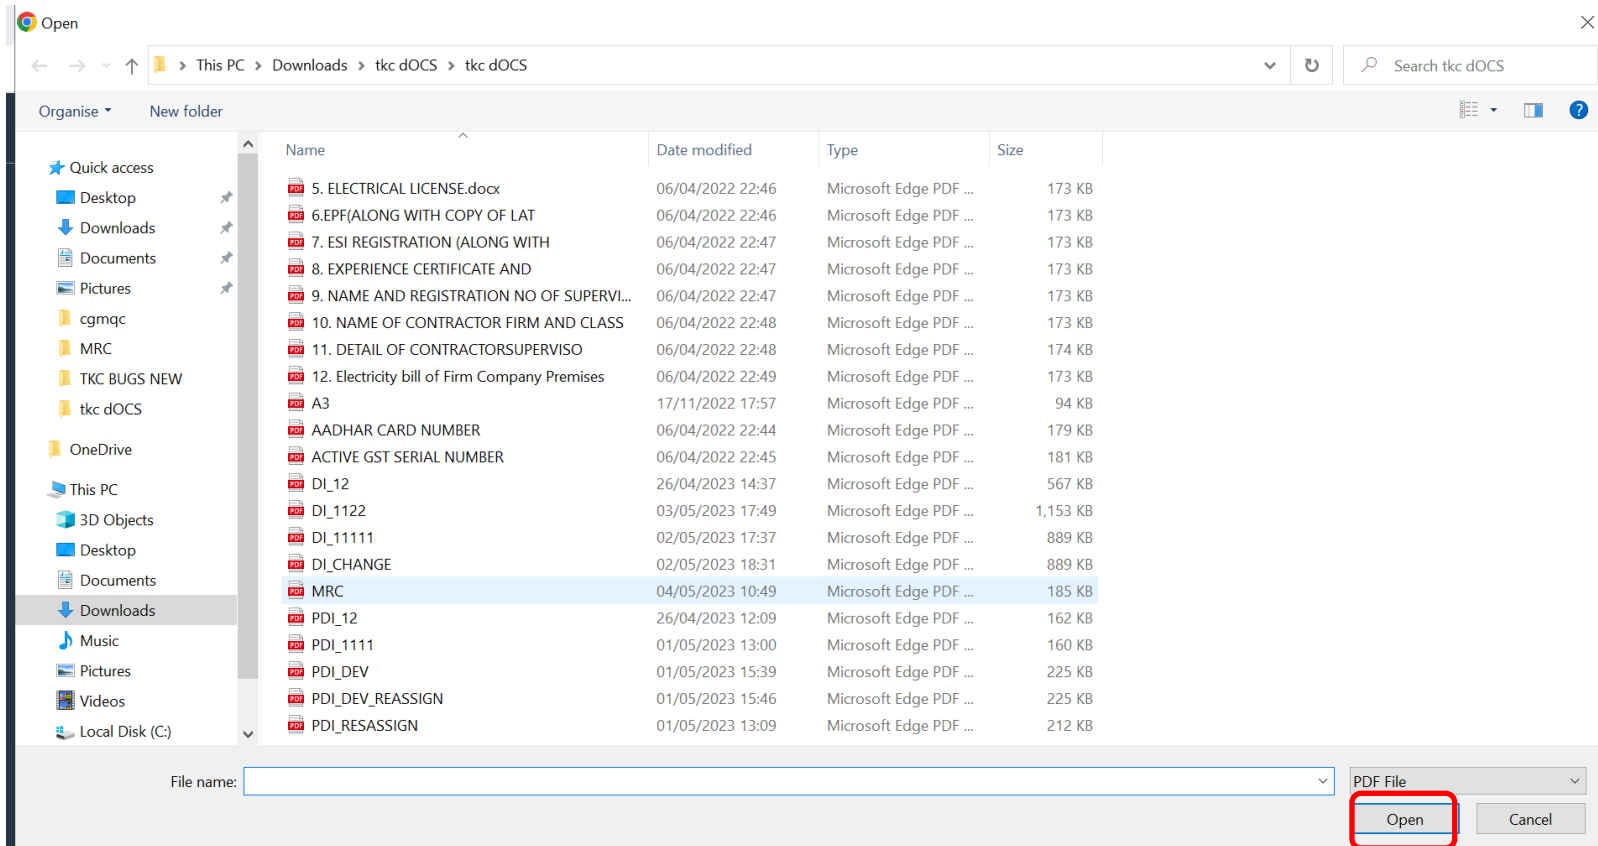 Open
This PC > Downloads > tkc dOCS > tkc dOCS
Search tkc dOCS
Organise
New folder
Name Date modified Type Size
Quick access
Desktop
Downloads
Documents
Pictures
cgmqc
MRC
TKC BUGS NEW
tkc dOCS
OneDrive
This PC
3D Objects
Desktop
Documents
Downloads
Music
Pictures
Videos
Local Disk (C:)
5. ELECTRICAL LICENSE.docx 06/04/2022 22:46 Microsoft Edge PDF ... 173 KB
6.EPF(ALONG WITH COPY OF LAT 06/04/2022 22:46 Microsoft Edge PDF ... 173 KB
7. ESI REGISTRATION (ALONG WITH 06/04/2022 22:47 Microsoft Edge PDF ... 173 KB
8. EXPERIENCE CERTIFICATE AND 06/04/2022 22:47 Microsoft Edge PDF ... 173 KB
9. NAME AND REGISTRATION NO OF SUPERVI... 06/04/2022 22:47 Microsoft Edge PDF ... 173 KB
10. NAME OF CONTRACTOR FIRM AND CLASS 06/04/2022 22:48 Microsoft Edge PDF ... 173 KB
11. DETAIL OF CONTRACTORSUPERVISO 06/04/2022 22:48 Microsoft Edge PDF ... 174 KB
12. Electricity bill of Firm Company Premises 06/04/2022 22:49 Microsoft Edge PDF ... 173 KB
A3 17/11/2022 17:57 Microsoft Edge PDF ... 94 KB
AADHAR CARD NUMBER 06/04/2022 22:44 Microsoft Edge PDF ... 179 KB
ACTIVE GST SERIAL NUMBER 06/04/2022 22:45 Microsoft Edge PDF ... 181 KB
DI_12 26/04/2023 14:37 Microsoft Edge PDF ... 567 KB
DI_1122 03/05/2023 17:49 Microsoft Edge PDF ... 1,153 KB
DI_11111 02/05/2023 17:37 Microsoft Edge PDF ... 889 KB
DI_CHANGE 02/05/2023 18:31 Microsoft Edge PDF ... 889 KB
MRC 04/05/2023 10:49 Microsoft Edge PDF ... 185 KB
PDI_12 26/04/2023 12:09 Microsoft Edge PDF ... 162 KB
PDI_1111 01/05/2023 13:00 Microsoft Edge PDF ... 160 KB
PDI_DEV 01/05/2023 15:39 Microsoft Edge PDF ... 225 KB
PDI_DEV_REASSIGN 01/05/2023 15:46 Microsoft Edge PDF ... 225 KB
PDI_RESASSIGN 01/05/2023 13:09 Microsoft Edge PDF ... 212 KB
File name:
PDF File
Open
Cancel